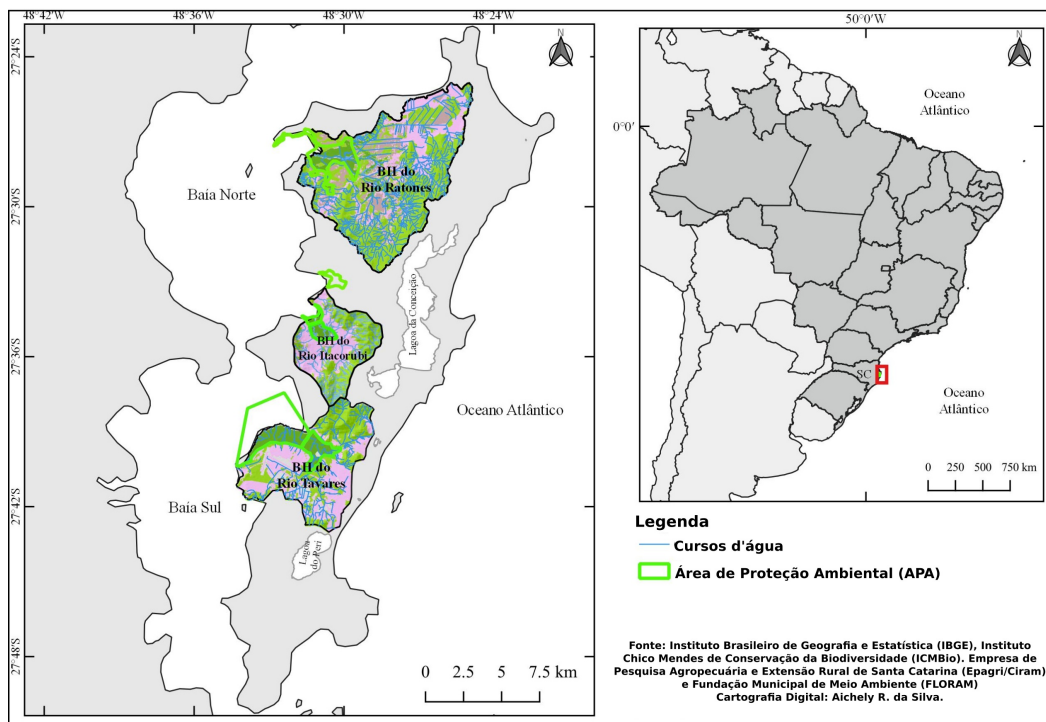 48°42'W
48°36'W
48°30'W
48°24'W
27°24'S
27°30'S
27°36'S
27°42'S
27°48'S
N
BH do
Rio Ratones
Baía Norte
Lagoa da Conceição
BH do
Rio Itacorubi
Oceano Atlântico
BH do
Rio Tavares
Baía Sul
Lagoa
do Peri
0 2.5 5 7.5 km
50°0'W
0°0'
N
Oceano
Atlântico
SC
Oceano
Atlântico
0 250 500 750 km
Legenda
Cursos d'água
Área de Proteção Ambiental (APA)
Fonte: Instituto Brasileiro de Geografia e Estatística (IBGE), Instituto
Chico Mendes de Conservação da Biodiversidade (ICMBio). Empresa de
Pesquisa Agropecuária e Extensão Rural de Santa Catarina (Epagri/Ciram)
e Fundação Municipal de Meio Ambiente (FLORAM)
Cartografia Digital: Aichely R. da Silva.